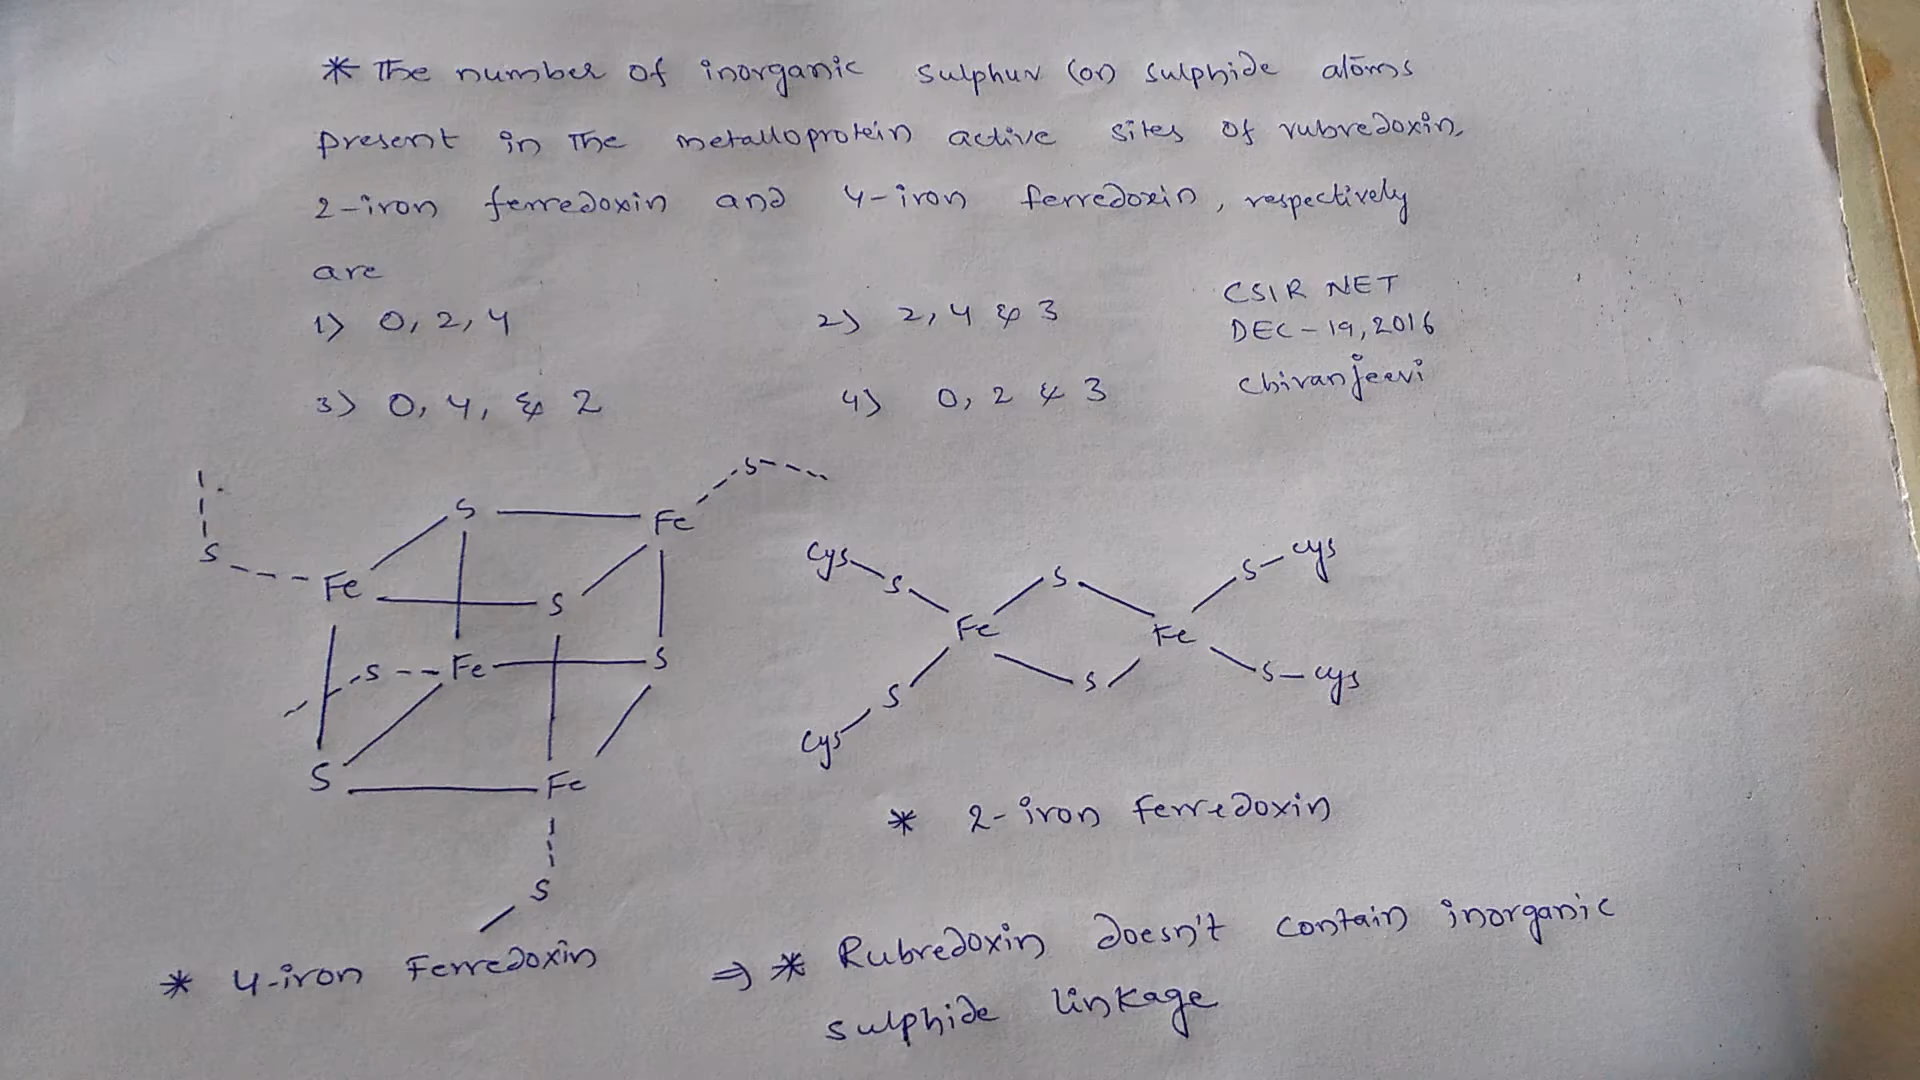 * The number of inorganic sulphur (or) sulphide atoms
present in the metalloprotein active sites of rubredoxin,
2-iron ferredoxin and 4-iron ferredoxin, respectively
are
1) 0, 2, 4
2) 2, 4 & 3
3) 0, 4, & 2
4) 0, 2 & 3
CSIR NET
DEC-19, 2016
Chiranjeevi
S
S Fe S
S
Fe S
S Fe S
S Fe
S
* 4-iron Ferredoxin
Cys S S S-Cys
Fe Fe
S S S-Cys
Cys
* 2-iron Ferredoxin
⇒ * Rubredoxin doesn't contain inorganic
sulphide linkage